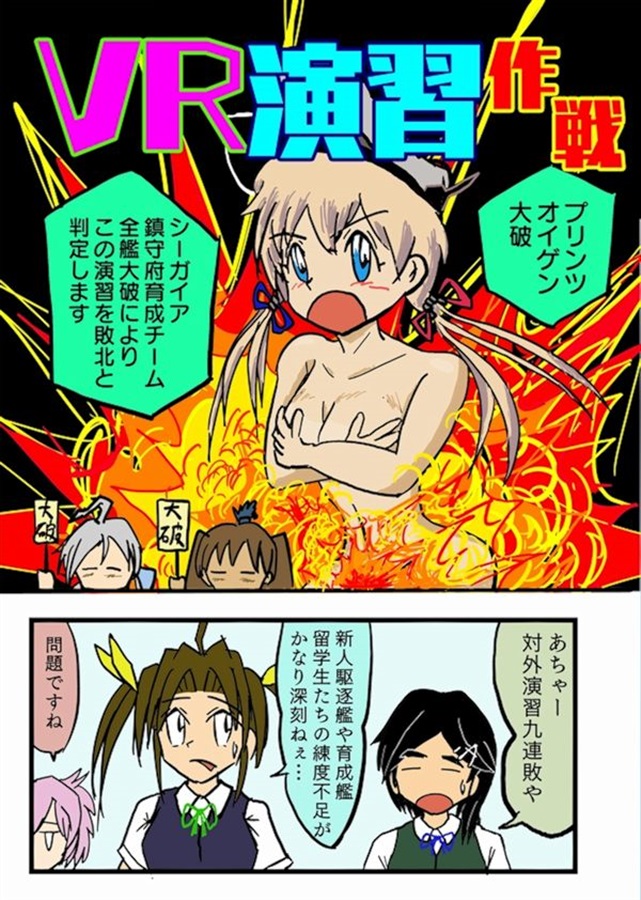 VR演習作戦
プリンツ
オイゲン
大破
シーガイア
鎮守府育成チーム
全艦大破により
この演習を敗北と
判定します
大破
大破
あちゃー
対外演習九連敗や
新人駆逐艦や育成艦
留学生たちの練度不足が
かなり深刻ねぇ…
問題ですね